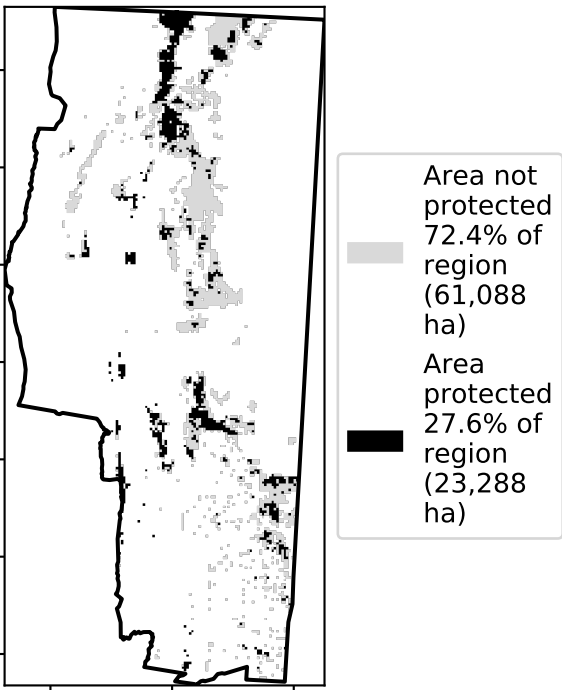 Area not
protected
72.4% of
region
(61,088
ha)
Area
protected
27.6% of
region
(23,288
ha)